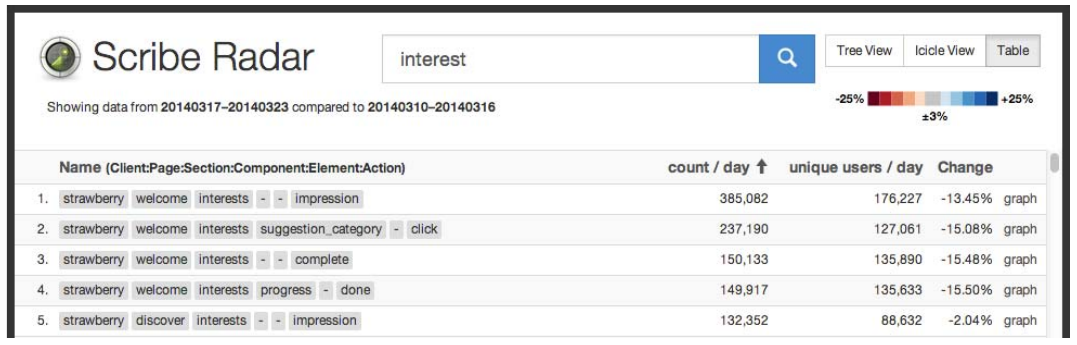 Scribe Radar
interest
Tree View Icicle View Table
Showing data from 20140317–20140323 compared to 20140310–20140316
-25% +25%
±3%
Name (Client:Page:Section:Component:Element:Action) count / day ↑ unique users / day Change
1. strawberry welcome interests - - impression 385,082 176,227 -13.45% graph
2. strawberry welcome interests suggestion_category - click 237,190 127,061 -15.08% graph
3. strawberry welcome interests - - complete 150,133 135,890 -15.48% graph
4. strawberry welcome interests progress - done 149,917 135,633 -15.50% graph
5. strawberry discover interests - - impression 132,352 88,632 -2.04% graph